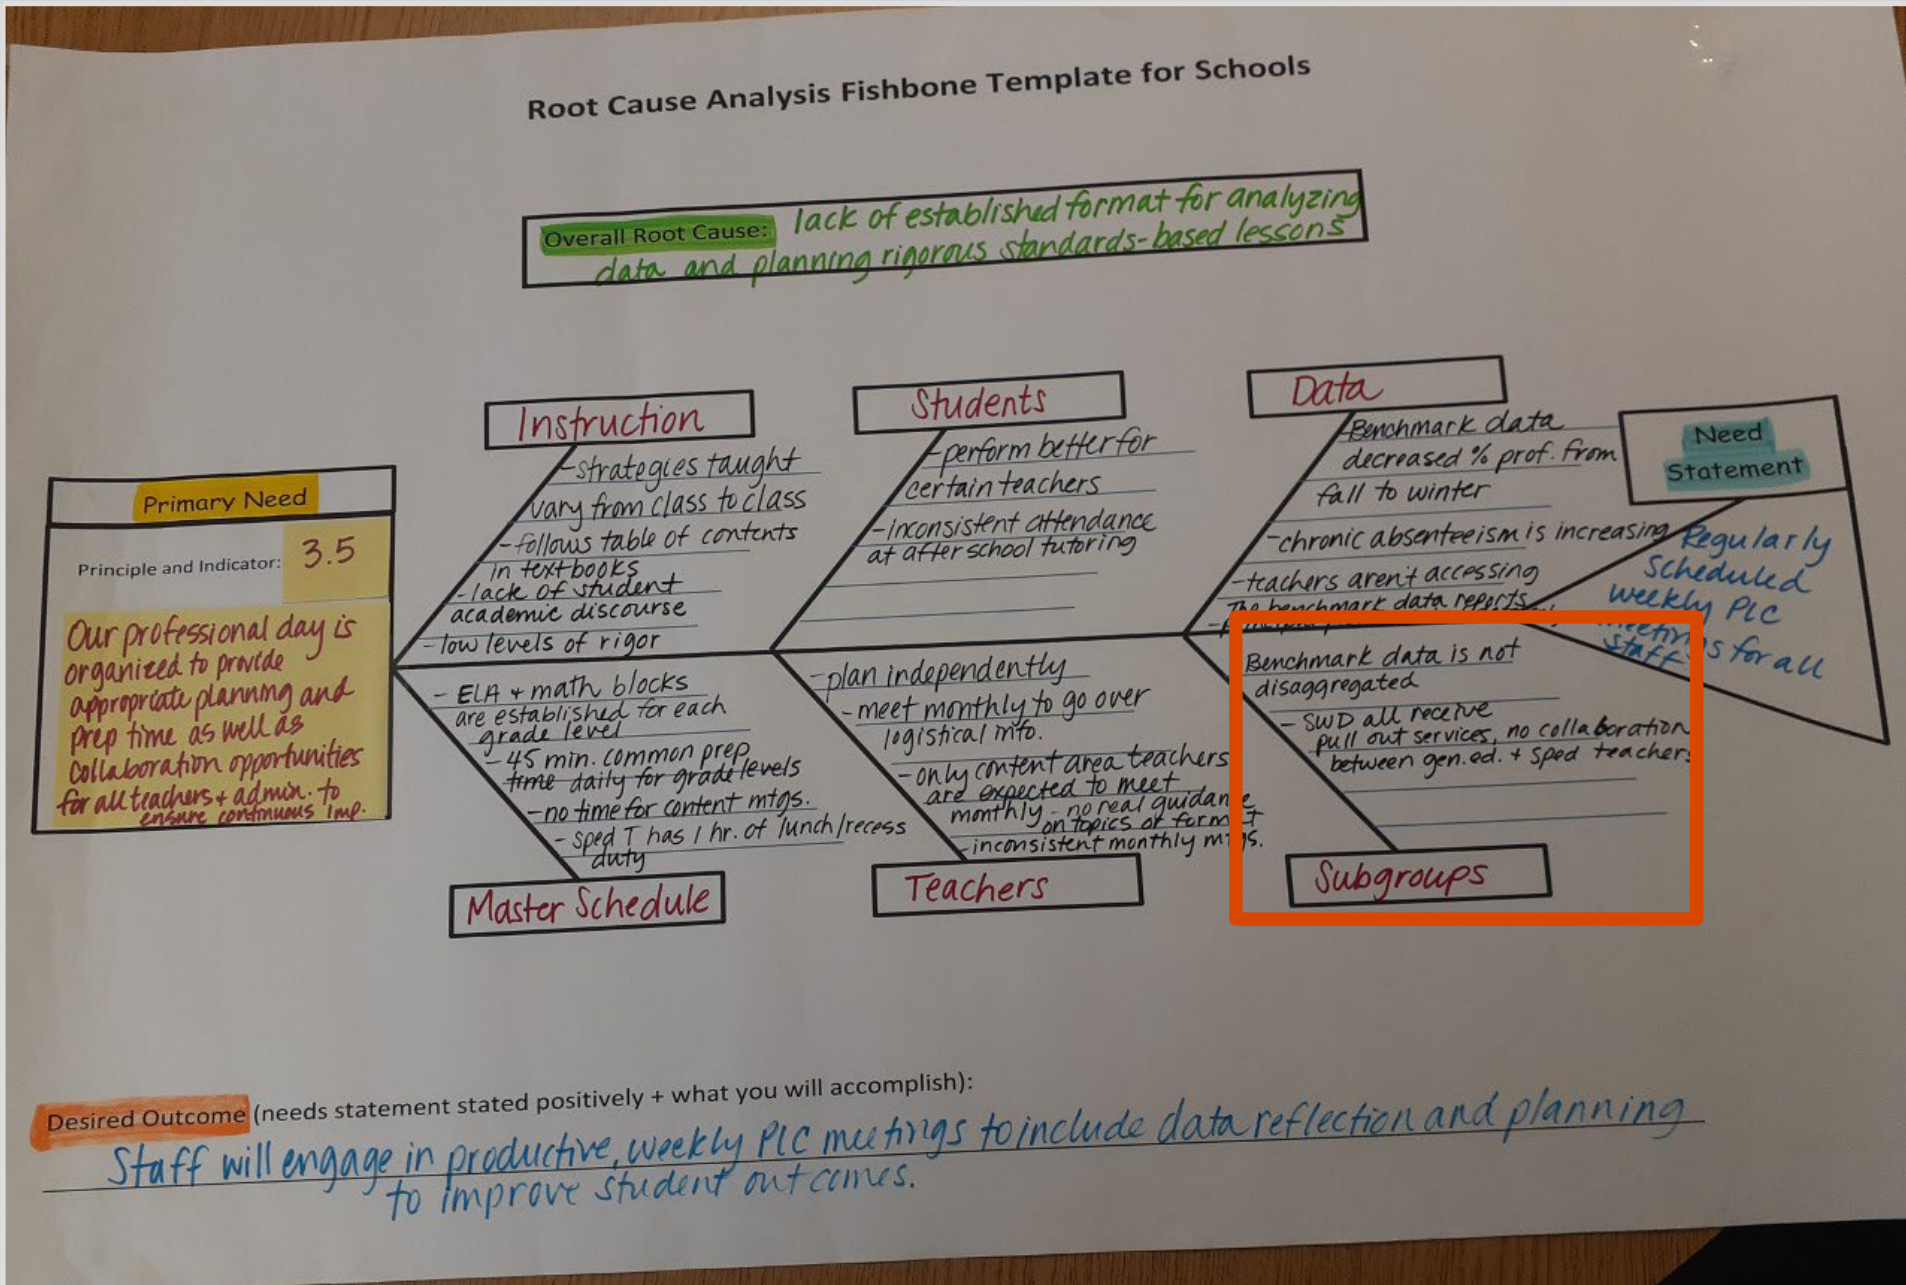 Root Cause Analysis Fishbone Template for Schools
Overall Root Cause: lack of established format for analyzing
data and planning rigorous standards-based lessons
Primary Need
Principle and Indicator: 3.5
Our professional day is
organized to provide
appropriate planning and
prep time as well as
collaboration opportunities
for all teachers + admin. to
ensure continuous imp.
Instruction
-strategies taught
vary from class to class
-follows table of contents
in textbooks
-lack of student
academic discourse
-low levels of rigor
Students
-perform better for
certain teachers
-inconsistent attendance
at after school tutoring
Data
-Benchmark data
decreased % prof. from
fall to winter
-chronic absenteeism is increasing
-teachers aren't accessing
the benchmark data reports
Need
Statement
Regularly
Scheduled
weekly PLC
meetings for all
staff
- ELA + math blocks
are established for each
grade level
- 45 min. common prep
time daily for grade levels
-no time for content mtgs.
- sped T has 1 hr. of lunch/recess
duty
Master Schedule
-plan independently
-meet monthly to go over
logistical info.
-only content area teachers
are expected to meet
monthly - no real guidance
on topics or format
-inconsistent monthly mtgs.
Teachers
Benchmark data is not
disaggregated
- SWD all receive
pull out services, no collaboration
between gen.ed. + sped teachers
Subgroups
Desired Outcome (needs statement stated positively + what you will accomplish):
Staff will engage in productive, weekly PLC meetings to include data reflection and planning
to improve student outcomes.